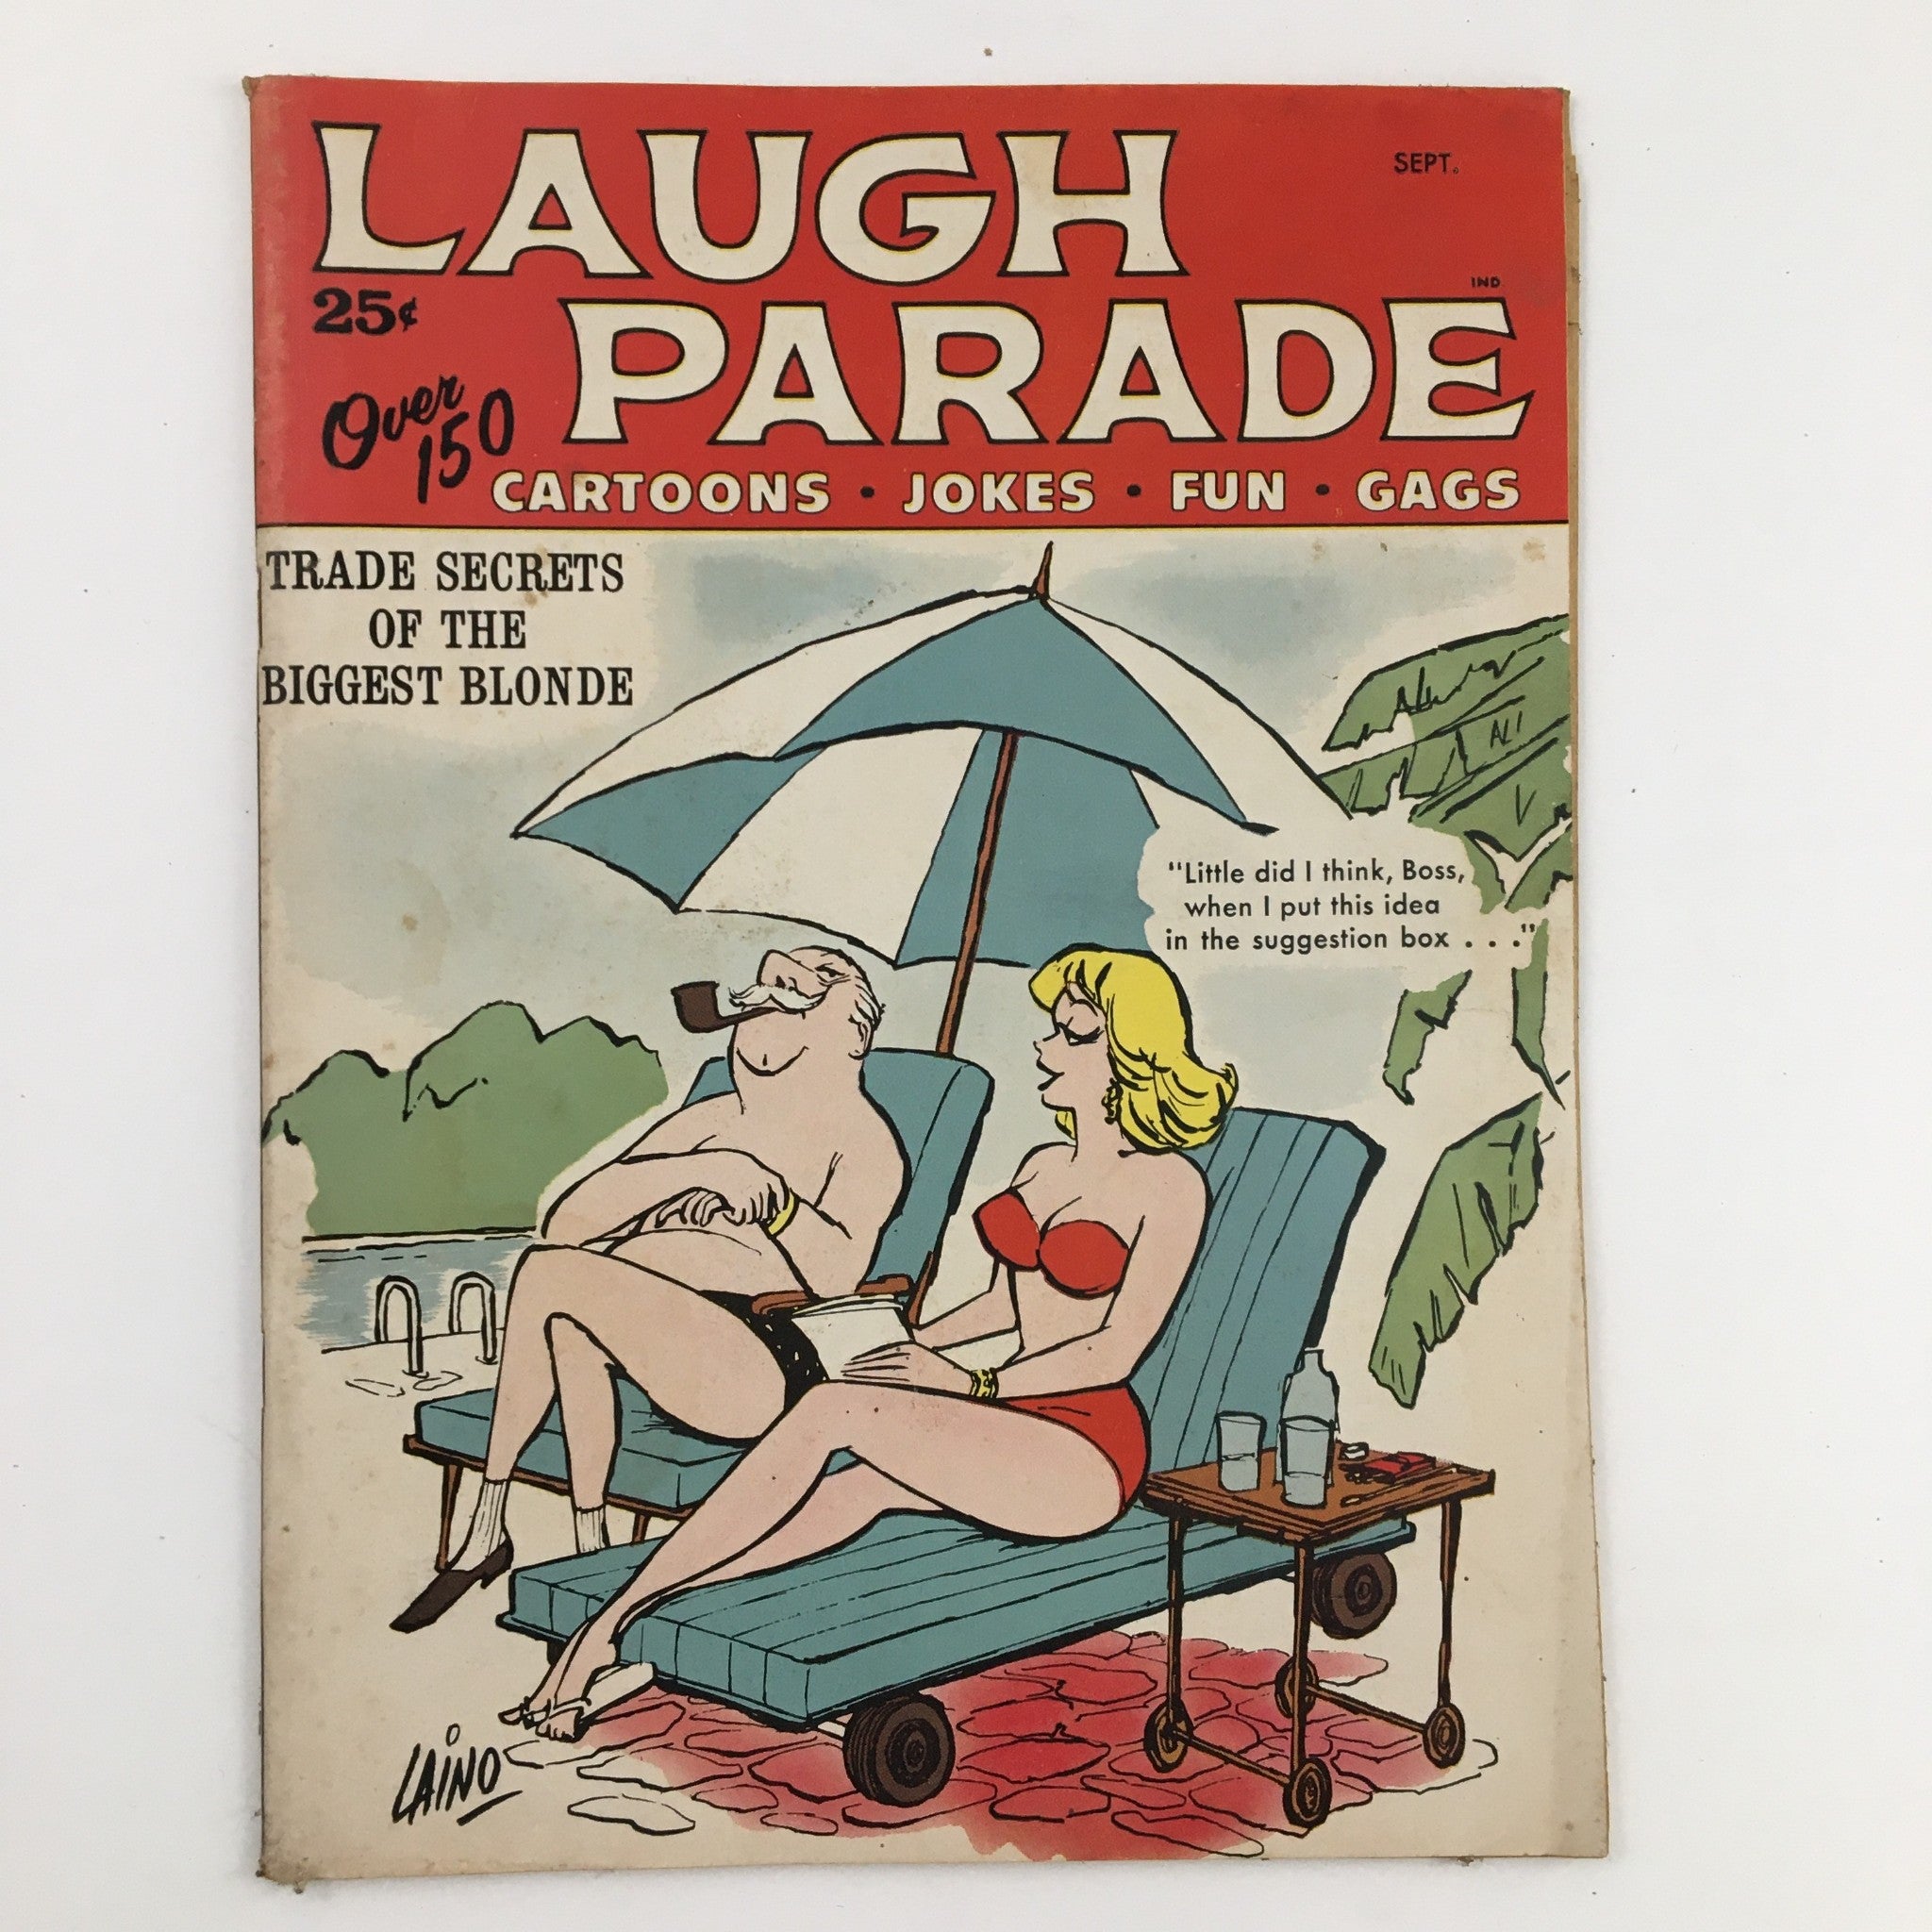 LAUGH
SEPT.
25¢
IND
PARADE
Over
150
CARTOONS · JOKES · FUN · GAGS
TRADE SECRETS
OF THE
BIGGEST BLONDE
"Little did I think, Boss,
when I put this idea
in the suggestion box . . ."
LAINO